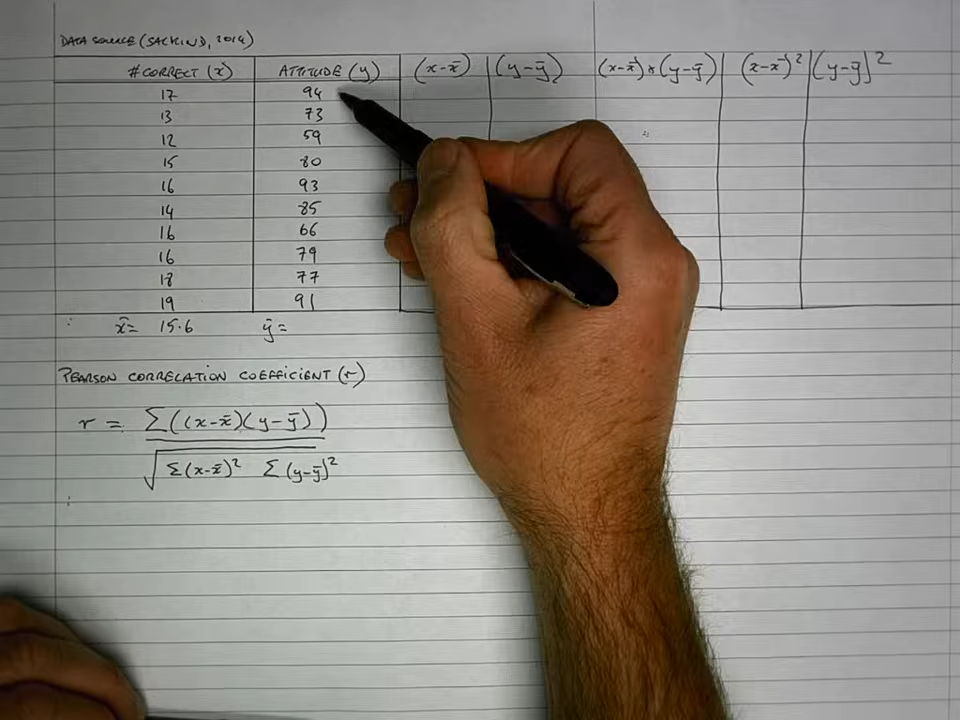 DATA SOURCE (SACKIND, 2014)
# CORRECT (x) ATTITUDE (y) (x-x̄) (y-ȳ) (x-x̄)*(y-ȳ) (x-x̄)² (y-ȳ)²
17 94
13 73
12 59
15 80
16 93
14 85
16 66
16 79
18 77
19 91
x̄= 15.6 ȳ=
PEARSON CORRELATION COEFFICIENT (r)
r = Σ((x-x̄)(y-ȳ))
√Σ(x-x̄)² Σ(y-ȳ)²